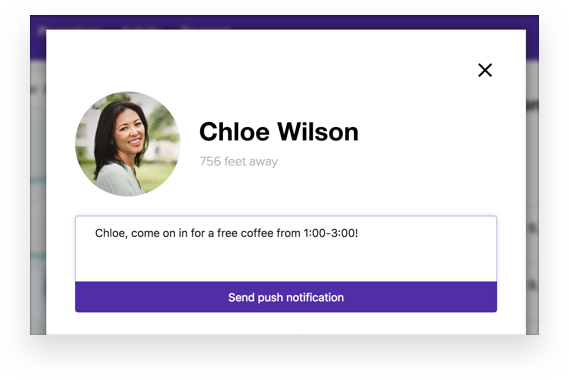 Chloe Wilson
756 feet away
Chloe, come on in for a free coffee from 1:00-3:00!
Send push notification